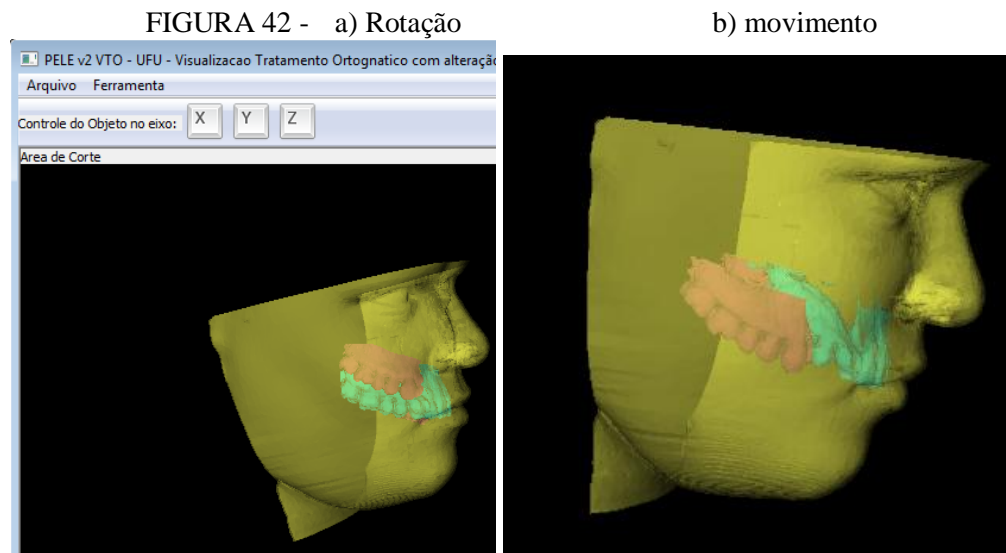 FIGURA 42 - a) Rotação b) movimento
PELE v2 VTO - UFU - Visualizacao Tratamento Ortognatico com alteração
Arquivo Ferramenta
Controle do Objeto no eixo: X Y Z
Area de Corte